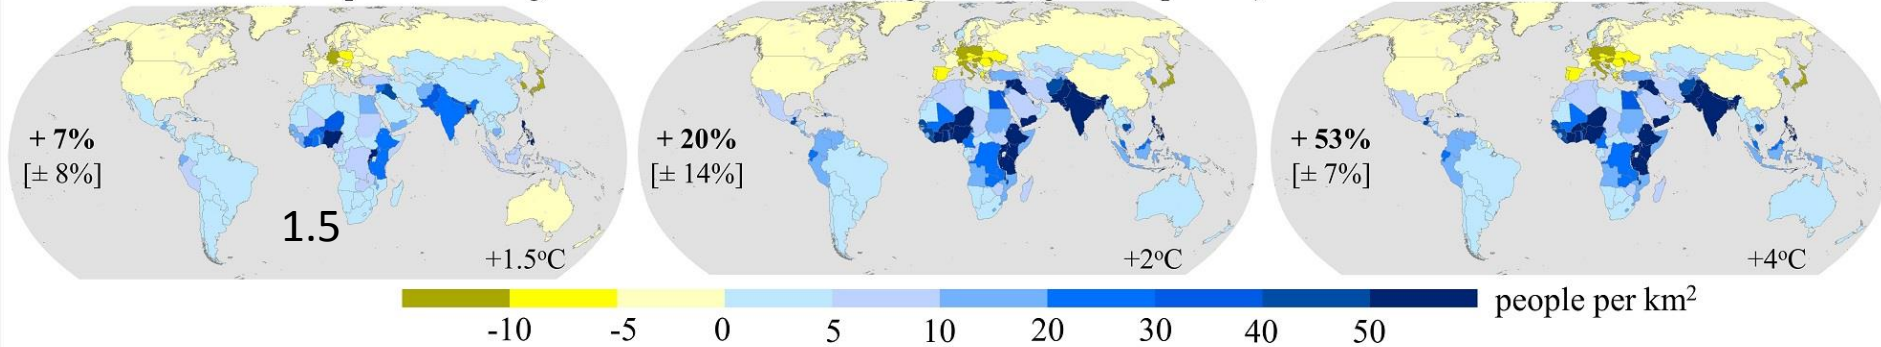 + 7%
[± 8%]
1.5
+1.5°C
+ 20%
[± 14%]
+2°C
+ 53%
[± 7%]
+4°C
people per km²
-10 -5 0 5 10 20 30 40 50